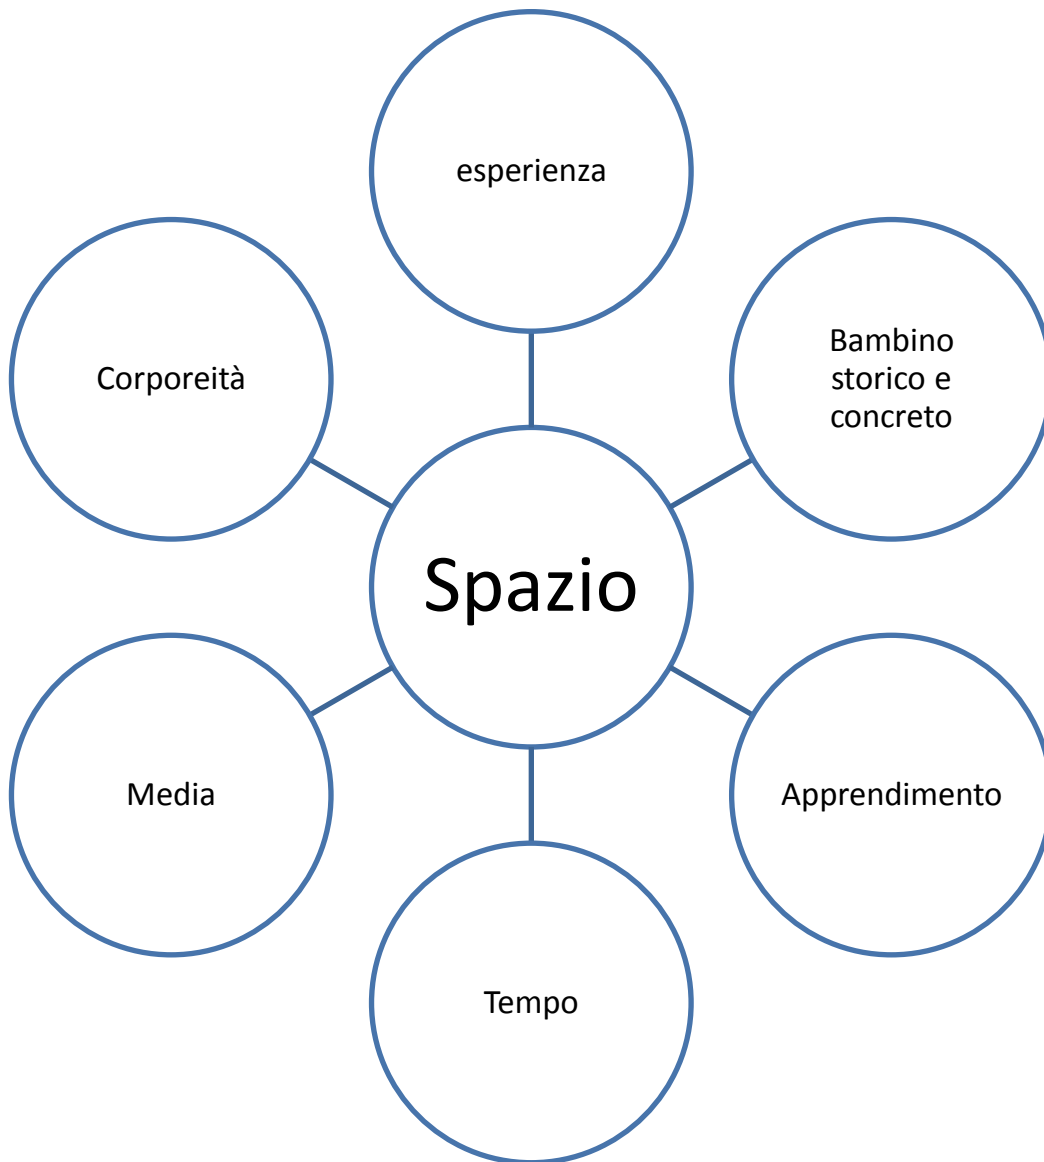 esperienza
Corporeità
Bambino
storico e
concreto
Spazio
Media
Apprendimento
Tempo